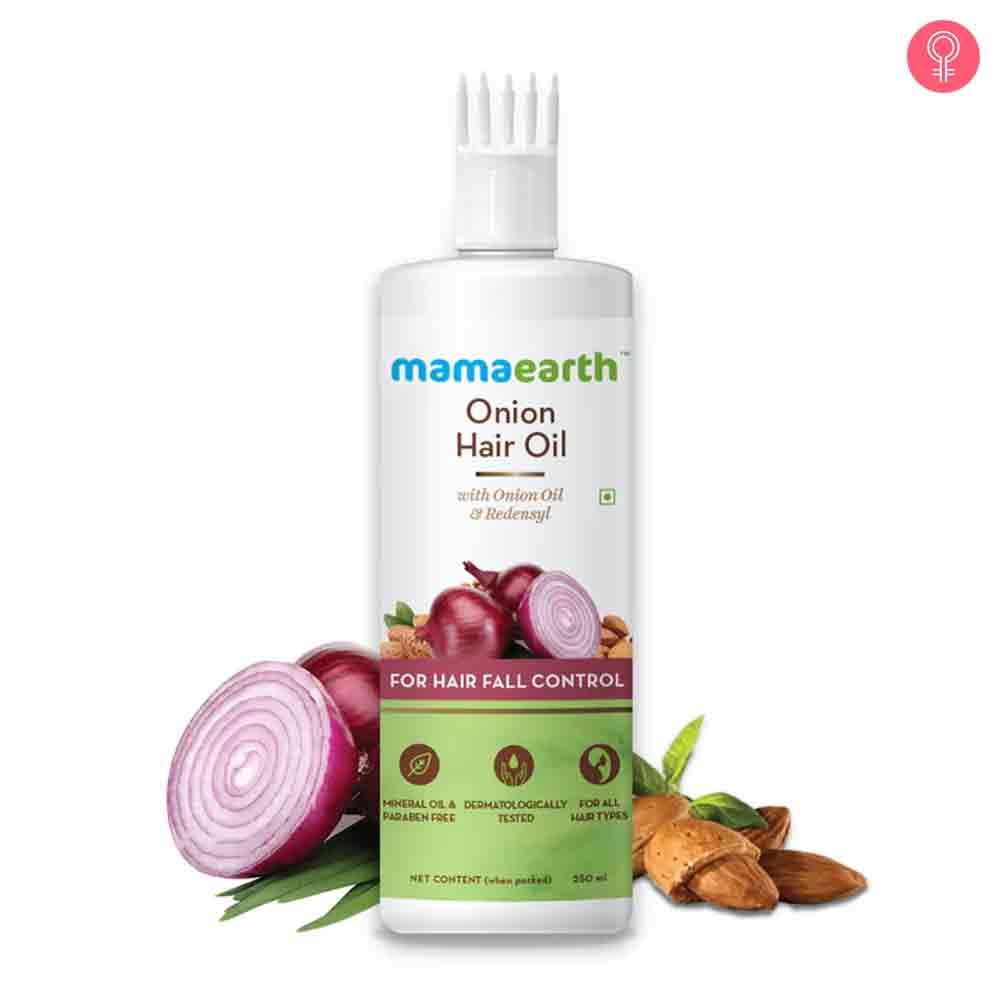 mamaearth™
Onion
Hair Oil
with Onion Oil
& Redensyl
FOR HAIR FALL CONTROL
MINERAL OIL &
PARABEN FREE
DERMATOLOGICALLY
TESTED
FOR ALL
HAIR TYPES
NET CONTENT (when packed) 250 ml